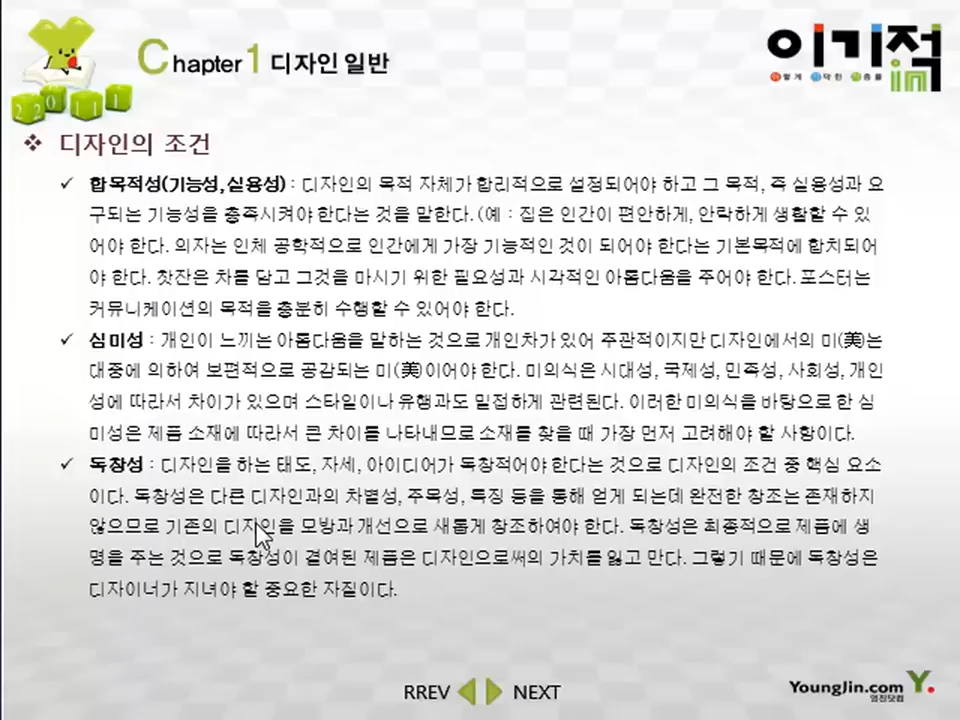 Chapter 1 디자인 일반
이기적 in
이렇게 기막힌 적중률
2011
❖ 디자인의 조건
✓ 합목적성(기능성,실용성) : 디자인의 목적 자체가 합리적으로 설정되어야 하고 그 목적, 즉 실용성과 요
구되는 기능성을 충족시켜야 한다는 것을 말한다. (예 : 집은 인간이 편안하게, 안락하게 생활할 수 있
어야 한다. 의자는 인체 공학적으로 인간에게 가장 기능적인 것이 되어야 한다는 기본목적에 합치되어
야 한다. 찻잔은 차를 담고 그것을 마시기 위한 필요성과 시각적인 아름다움을 주어야 한다. 포스터는
커뮤니케이션의 목적을 충분히 수행할 수 있어야 한다.
✓ 심미성 : 개인이 느끼는 아름다움을 말하는 것으로 개인차가 있어 주관적이지만 디자인에서의 미(美)는
대중에 의하여 보편적으로 공감되는 미(美)이어야 한다. 미의식은 시대성, 국제성, 민족성, 사회성, 개인
성에 따라서 차이가 있으며 스타일이나 유행과도 밀접하게 관련된다. 이러한 미의식을 바탕으로 한 심
미성은 제품 소재에 따라서 큰 차이를 나타내므로 소재를 찾을 때 가장 먼저 고려해야 할 사항이다.
✓ 독창성 : 디자인을 하는 태도, 자세, 아이디어가 독창적어야 한다는 것으로 디자인의 조건 중 핵심 요소
이다. 독창성은 다른 디자인과의 차별성, 주목성, 특징 등을 통해 얻게 되는데 완전한 창조는 존재하지
않으므로 기존의 디자인을 모방과 개선으로 새롭게 창조하여야 한다. 독창성은 최종적으로 제품에 생
명을 주는 것으로 독창성이 결여된 제품은 디자인으로써의 가치를 잃고 만다. 그렇기 때문에 독창성은
디자이너가 지녀야 할 중요한 자질이다.
RREV NEXT
YoungJin.com Y.
영진닷컴